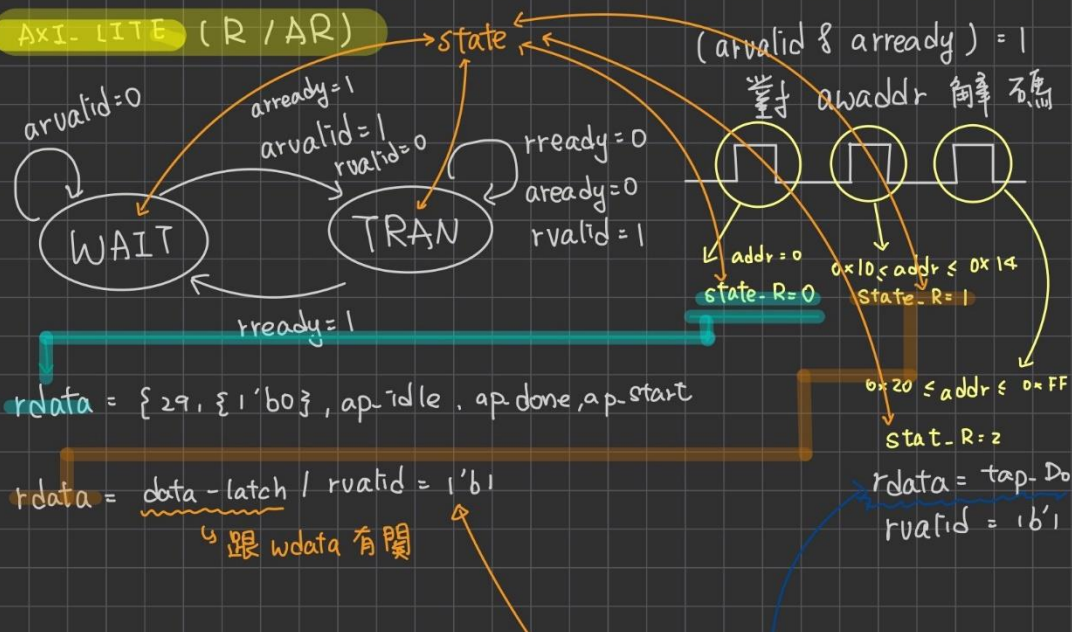 AXI-LITE (R / AR)
state
(arvalid & arready) = 1
對 awaddr 解碼
arvalid=0
arready=1
arvalid=1
rvalid=0
rready=0
aready=0
rvalid=1
WAIT
TRAN
rready=1
addr=0
state_R=0
0x10≤addr≤0x14
State_R=1
0x20≤addr≤0xFF
stat_R=2
rdata = {29,{1'b0},ap_idle.ap_done,ap_start
rdata = data-latch / rvalid = 1'b1
跟 wdata 有關
rdata = tap_Do
rvalid = 1b'1